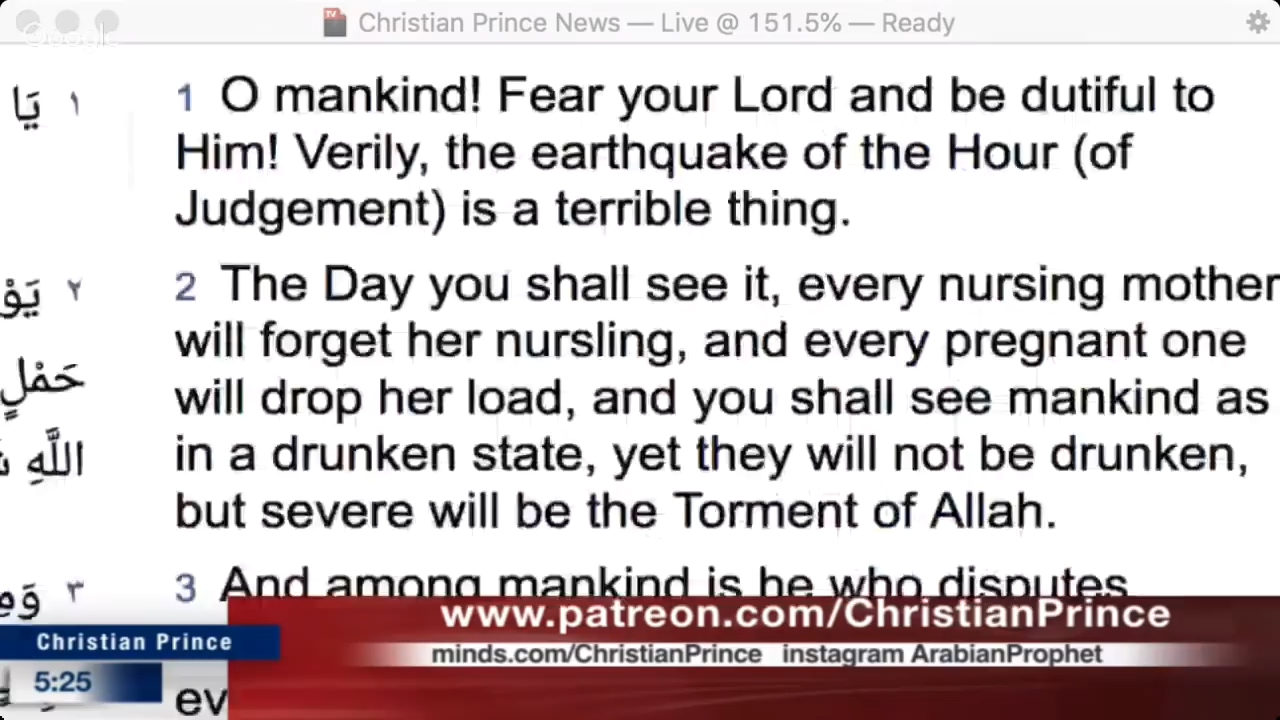 Christian Prince News — Live @ 151.5% — Ready
Google
١ يَا
1 O mankind! Fear your Lord and be dutiful to
Him! Verily, the earthquake of the Hour (of
Judgement) is a terrible thing.
٢ يَوْ
2 The Day you shall see it, every nursing mother
will forget her nursling, and every pregnant one
حَمْلٍ
will drop her load, and you shall see mankind as
اللَّهِ
in a drunken state, yet they will not be drunken,
but severe will be the Torment of Allah.
٣
3 And among mankind is he who disputes
www.patreon.com/ChristianPrince
Christian Prince
minds.com/ChristianPrince instagram ArabianProphet
5:25
ev